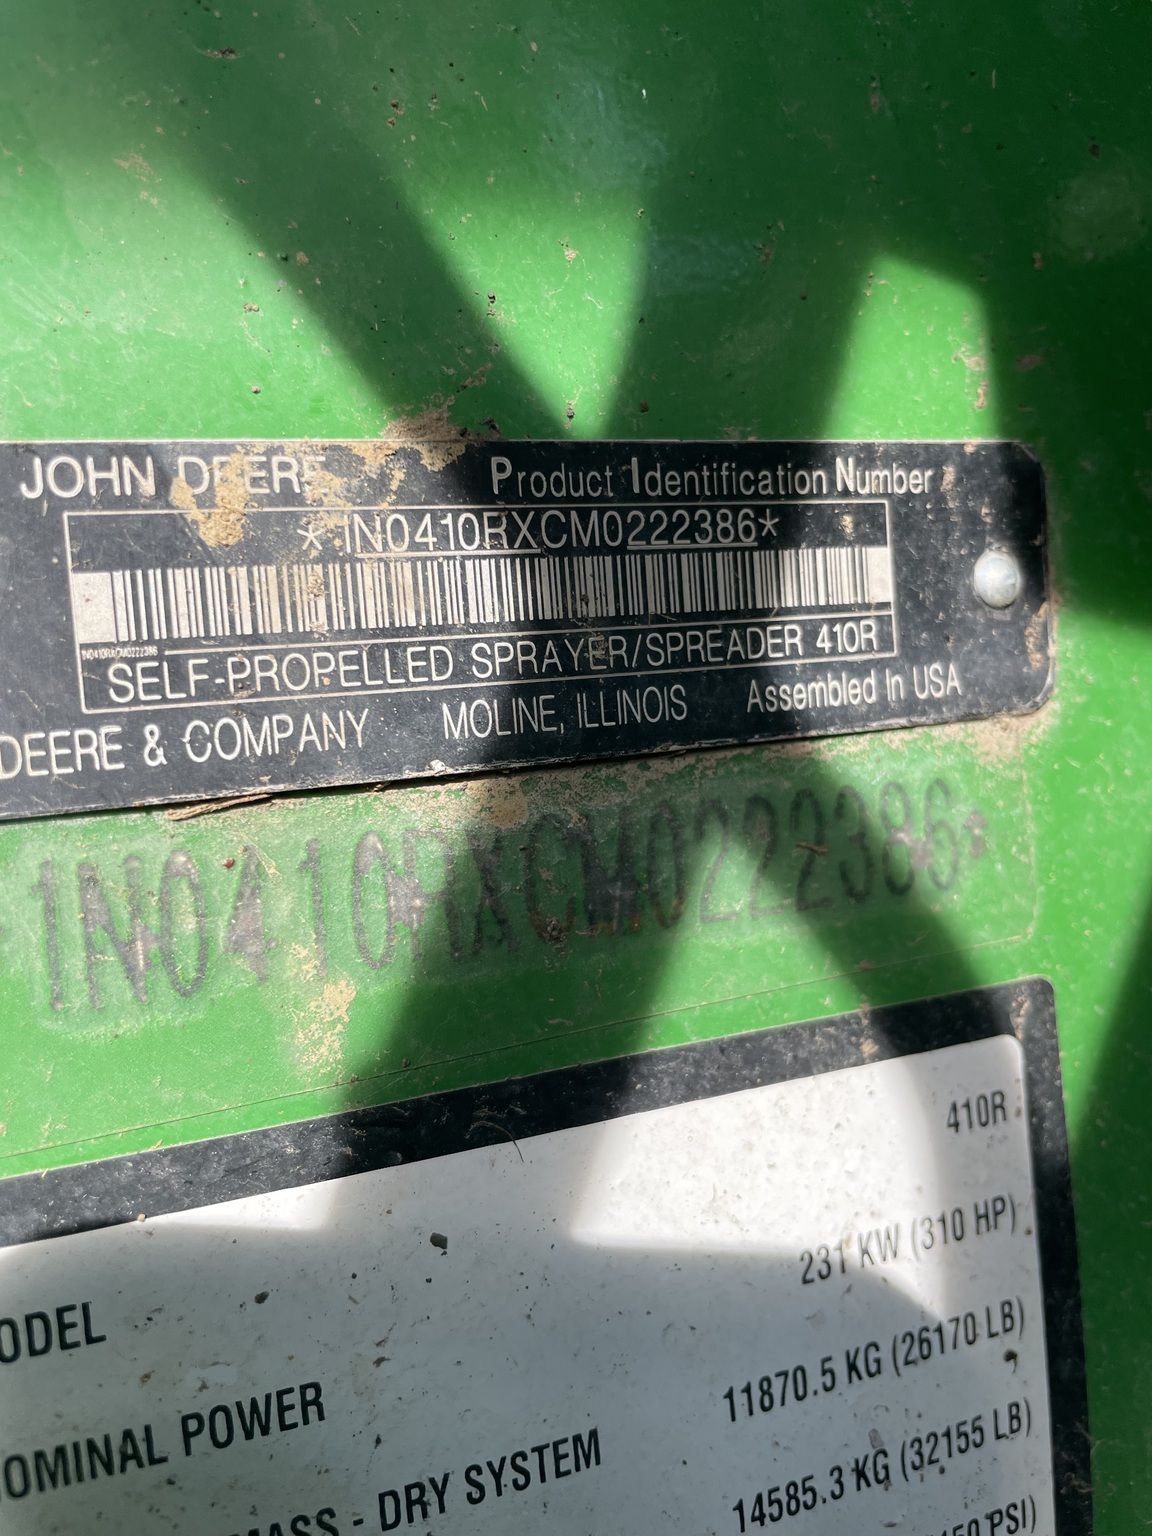 JOHN DEERE Product Identification Number
*1N0410RXCM0222386*
1N0410RXCM0222386
SELF-PROPELLED SPRAYER/SPREADER 410R
DEERE & COMPANY MOLINE, ILLINOIS Assembled In USA
1N0410RXCM0222386*
ODEL 410R
OMINAL POWER 231 KW (310 HP)
MASS - DRY SYSTEM 11870.5 KG (26170 LB)
14585.3 KG (32155 LB)
150 PSI)